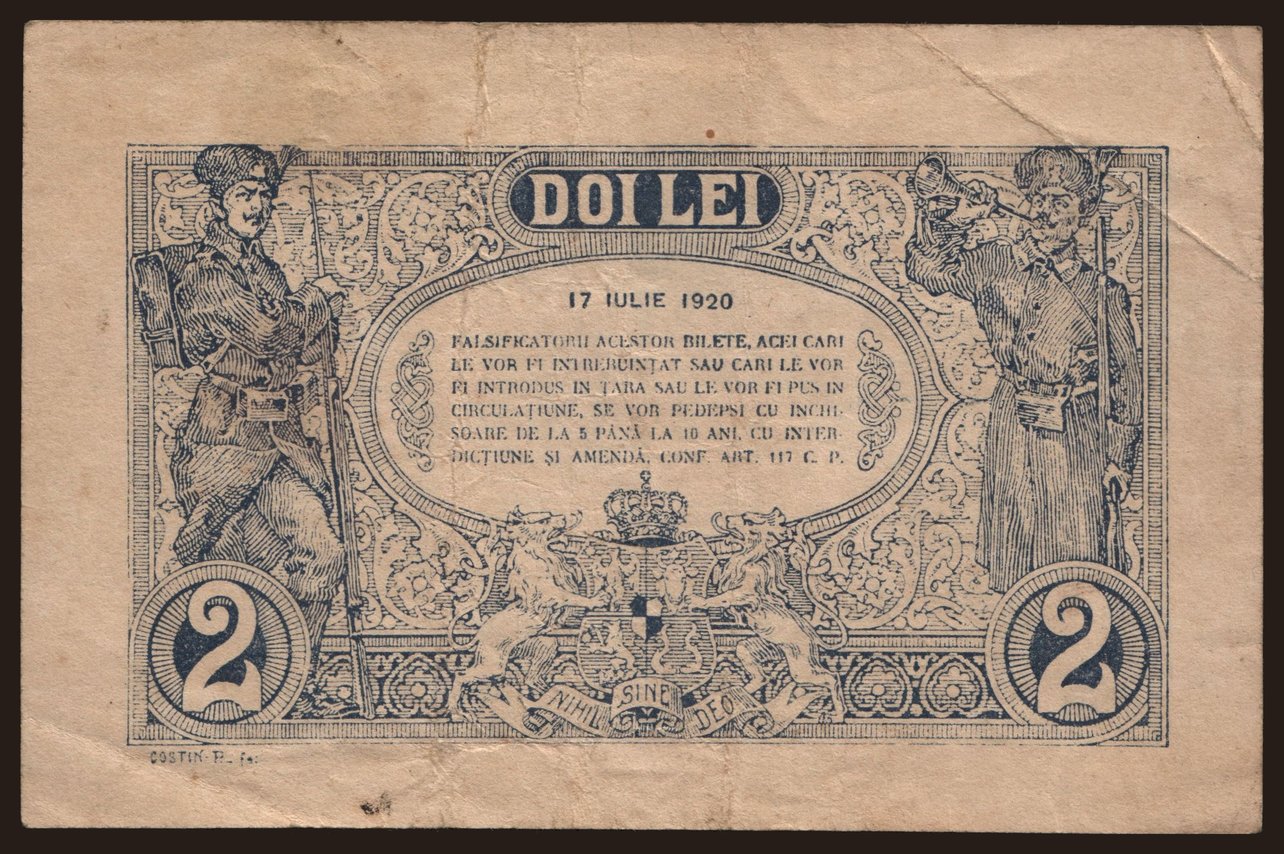 DOI LEI
17 IULIE 1920
FALSIFICATORII ACESTOR BILETE, ACEI CARI
LE VOR FI INTREBUINȚAT SAU CARI LE VOR
FI INTRODUS IN ȚARA SAU LE VOR FI PUS IN
CIRCULAȚIUNE, SE VOR PEDEPSI CU INCHI-
SOARE DE LA 5 PÂNĂ LA 10 ANI, CU INTER-
DICȚIUNE ȘI AMENDĂ, CONF. ART. 117 C. P.
2
2
NIHIL SINE DEO
COSTIN P.